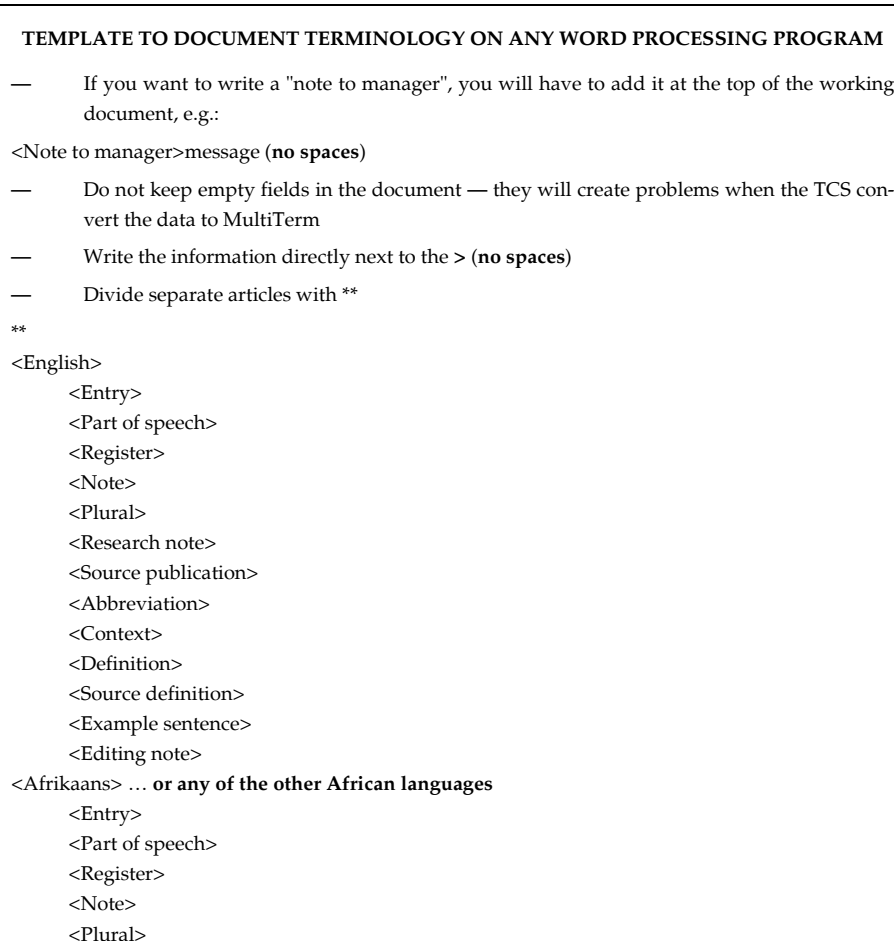 TEMPLATE TO DOCUMENT TERMINOLOGY ON ANY WORD PROCESSING PROGRAM
— If you want to write a "note to manager", you will have to add it at the top of the working
document, e.g.:
<Note to manager>message (no spaces)
— Do not keep empty fields in the document — they will create problems when the TCS con-
vert the data to MultiTerm
— Write the information directly next to the > (no spaces)
— Divide separate articles with **
**
<English>
<Entry>
<Part of speech>
<Register>
<Note>
<Plural>
<Research note>
<Source publication>
<Abbreviation>
<Context>
<Definition>
<Source definition>
<Example sentence>
<Editing note>
<Afrikaans> … or any of the other African languages
<Entry>
<Part of speech>
<Register>
<Note>
<Plural>